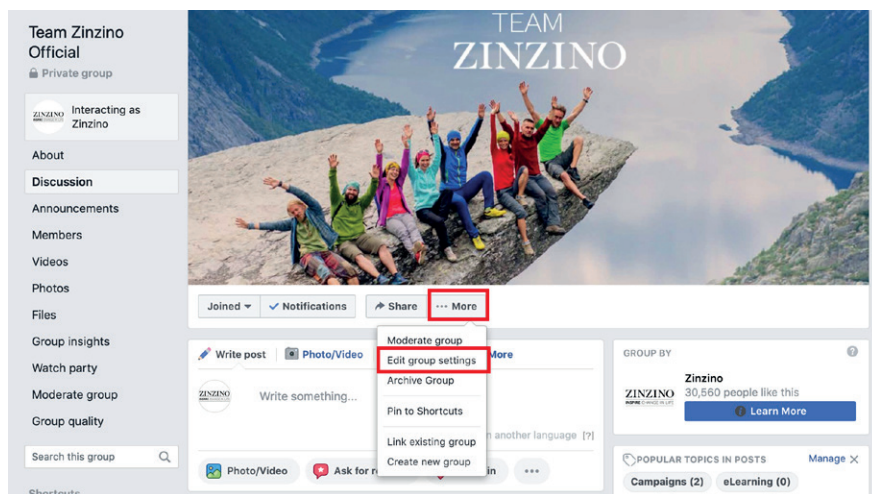 Team Zinzino
Official
Private group
ZINZINO
Interacting as
Zinzino
About
Discussion
Announcements
Members
Videos
Photos
Files
Group insights
Watch party
Moderate group
Group quality
Search this group
Shortcuts
TEAM
ZINZINO
Joined
Notifications
Share
··· More
Moderate group
Edit group settings
Archive Group
Pin to Shortcuts
Link existing group
Create new group
Write post
Photo/Video
More
ZINZINO
Write something...
n another language [?]
Photo/Video
Ask for r
in
•••
GROUP BY
ZINZINO
Zinzino
30,560 people like this
Learn More
POPULAR TOPICS IN POSTS
Manage
Campaigns (2)
eLearning (0)